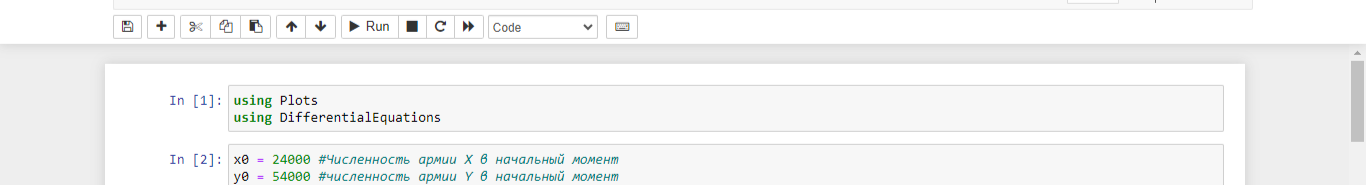 Run
Code
In [1]: using Plots
using DifferentialEquations
In [2]: x0 = 24000 #Численность армии X в начальный момент
y0 = 54000 #численность армии Y в начальный момент